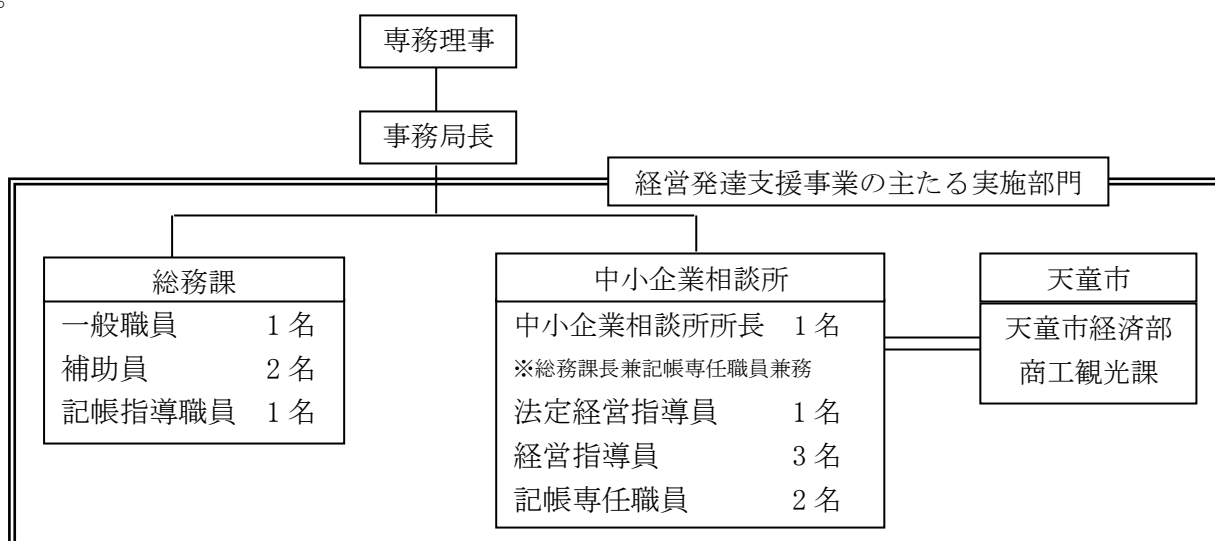 。
専務理事
事務局長
経営発達支援事業の主たる実施部門
総務課
一般職員 1名
補助員 2名
記帳指導職員 1名
中小企業相談所
中小企業相談所所長 1名
※総務課長兼記帳専任職員兼務
法定経営指導員 1名
経営指導員 3名
記帳専任職員 2名
天童市
天童市経済部
商工観光課